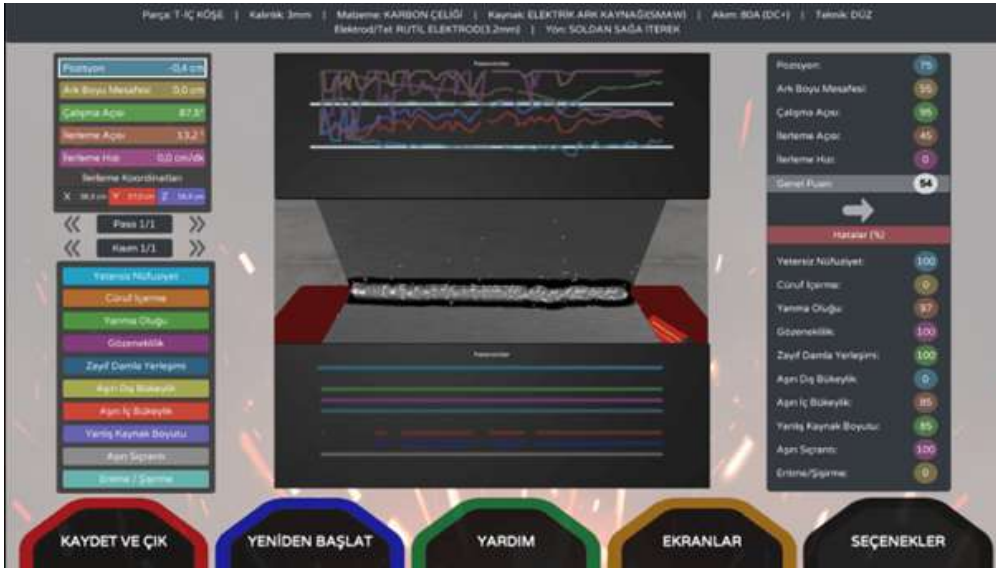 Parça: T-İÇ KÖŞE | Kalınlık: 3mm | Malzeme: KARBON ÇELİĞİ | Kaynak: ELEKTRİK ARK KAYNAĞI(SMAW) | Akım: 80A (DC+) | Teknik: DÜZ
Elektrod/Tel: RUTİL ELEKTROD(3.2mm) | Yön: SOLDAN SAĞA İTEREK
Pozisyon -0,4 cm
Ark Boyu Mesafesi 0,0 cm
Çalışma Açısı 87,5°
İlerleme Açısı 13,2 °
İlerleme Hızı 0,0 cm/dk
İlerleme Koordinatları
X Y Z
Paso 1/1
Kısım 1/1
Yetersiz Nüfuziyet
Cüruf İçerme
Yanma Oluğu
Gözeneklilik
Zayıf Damla Yerleşimi
Aşırı Dış Bükeylik
Aşırı İç Bükeylik
Yanlış Kaynak Boyutu
Aşırı Sıçrantı
Eritme / Şişirme
Parametreler
Parametreler
Pozisyon: 75
Ark Boyu Mesafesi: 55
Çalışma Açısı: 95
İlerleme Açısı: 45
İlerleme Hızı: 0
Genel Puan: 54
Hatalar (%)
Yetersiz Nüfuziyet: 100
Cüruf İçerme: 0
Yanma Oluğu: 97
Gözeneklilik: 100
Zayıf Damla Yerleşimi: 100
Aşırı Dış Bükeylik: 0
Aşırı İç Bükeylik: 85
Yanlış Kaynak Boyutu: 85
Aşırı Sıçrantı: 100
Eritme/Şişirme: 0
KAYDET VE ÇIK
YENİDEN BAŞLAT
YARDIM
EKRANLAR
SEÇENEKLER